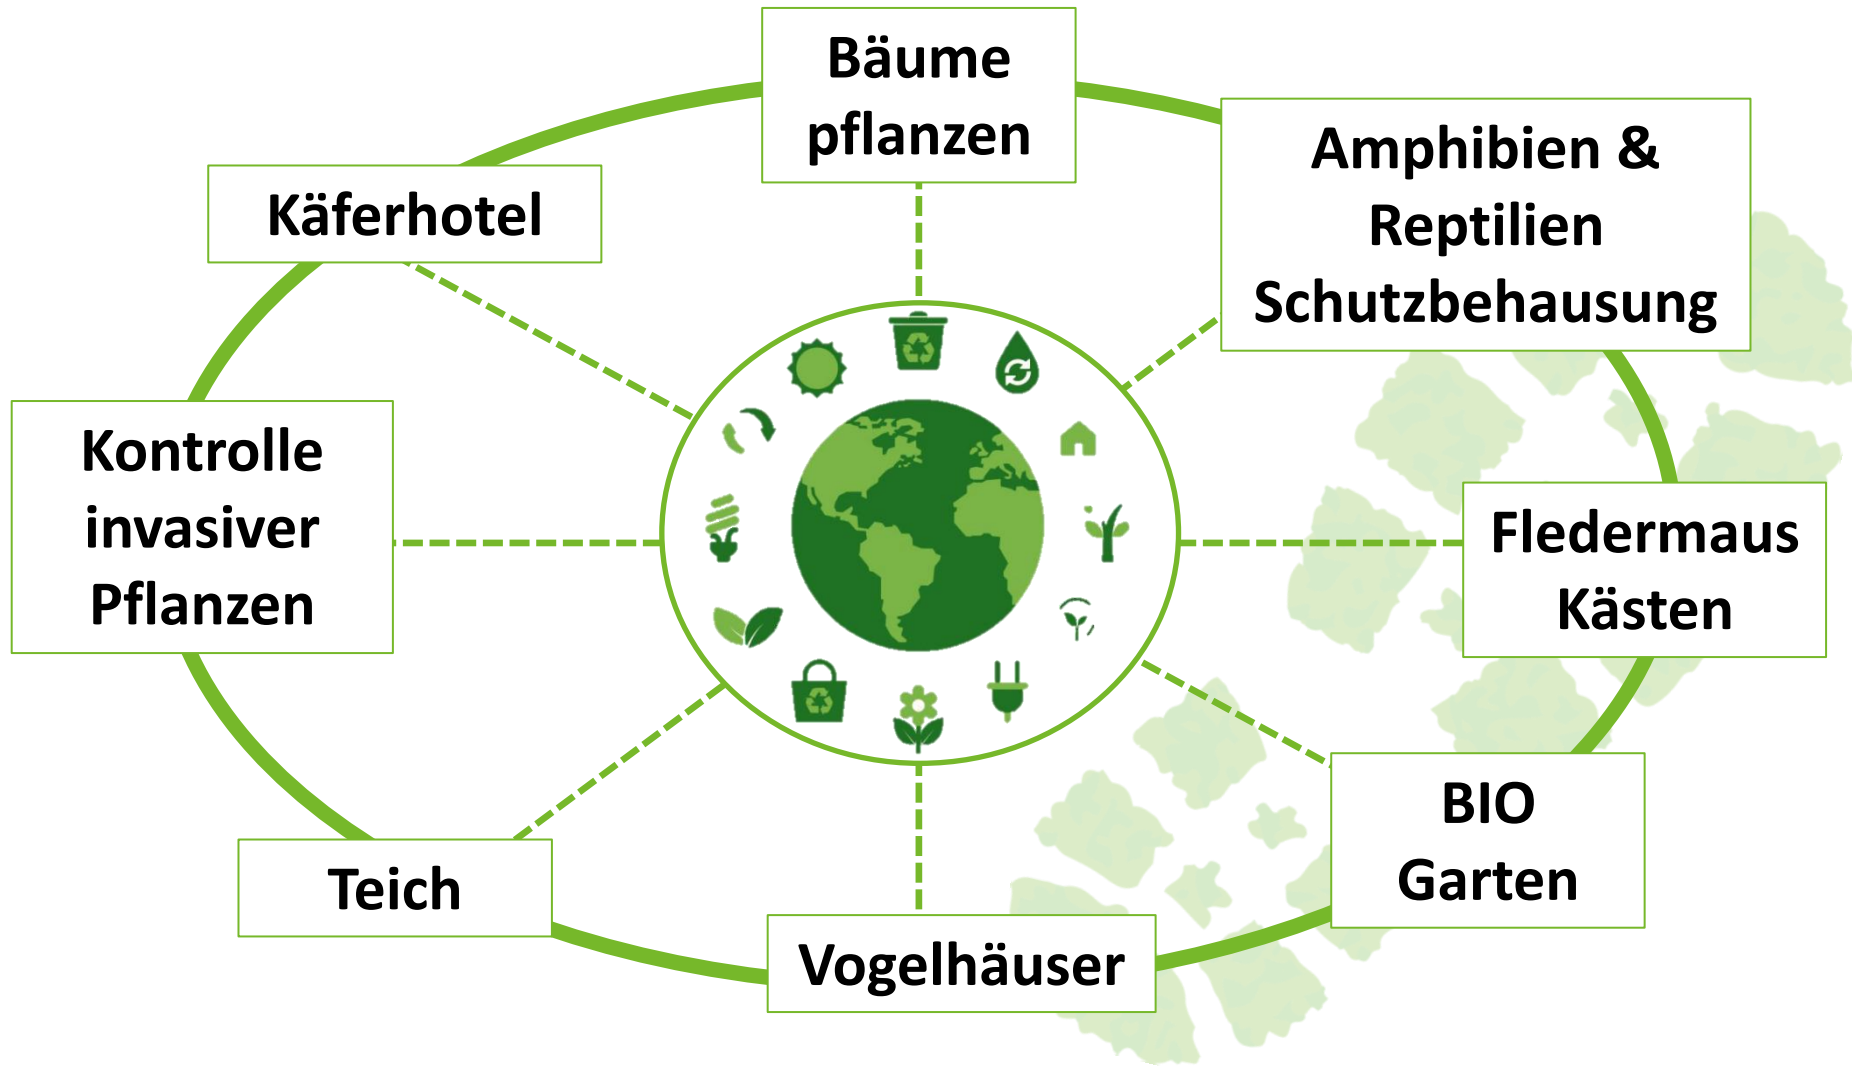 Bäume
pflanzen
Amphibien &
Reptilien
Schutzbehausung
Käferhotel
Kontrolle
invasiver
Pflanzen
Fledermaus
Kästen
BIO
Garten
Teich
Vogelhäuser